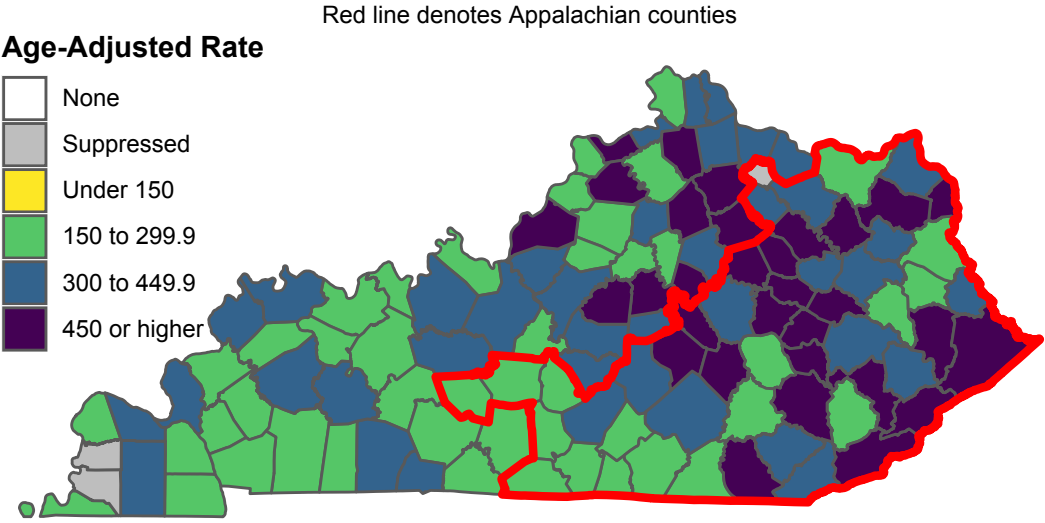 Red line denotes Appalachian counties
Age-Adjusted Rate
None
Suppressed
Under 150
150 to 299.9
300 to 449.9
450 or higher